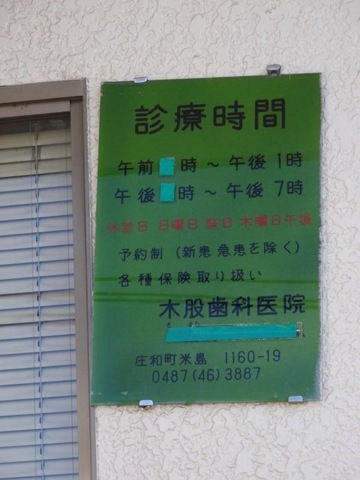 診療時間
午前 時～午後1時
午後 時～午後7時
休診日 日曜日 祭日 木曜日午後
予約制 (新患 急患を除く)
各種保険取り扱い
木股歯科医院
庄和町米島 1160-19
0487(46)3887